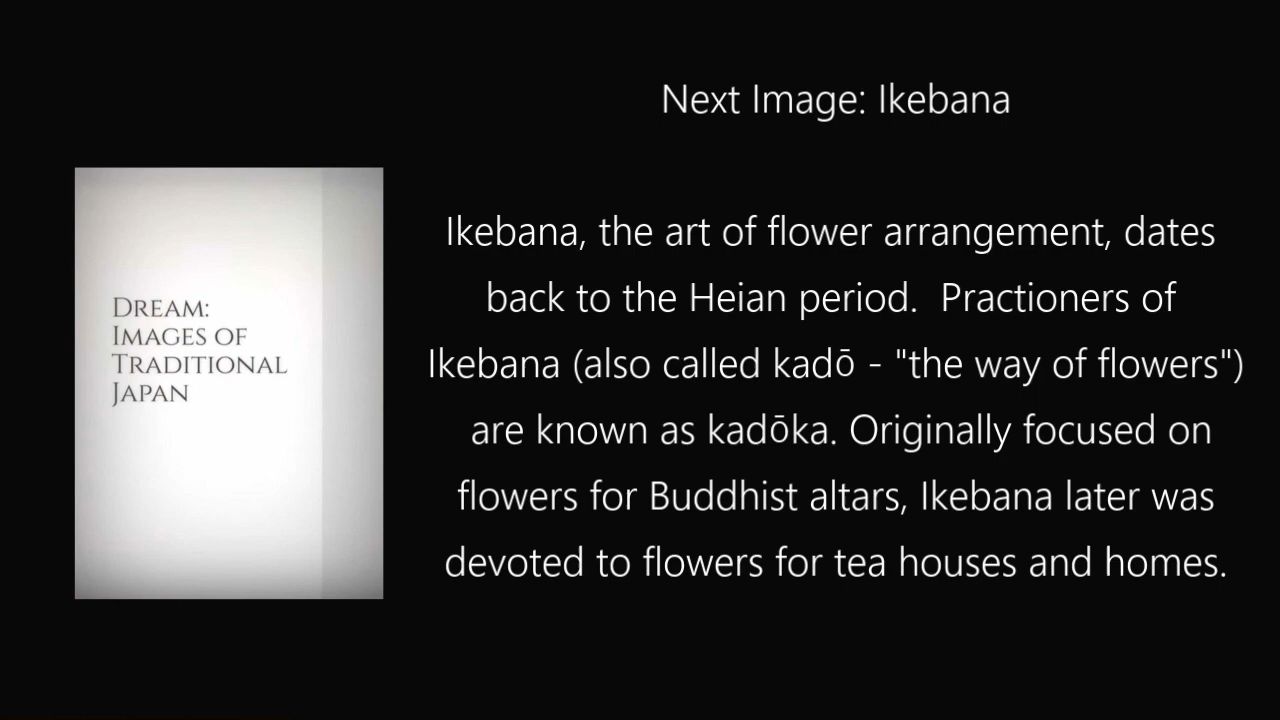 Next Image: Ikebana
DREAM:
IMAGES OF
TRADITIONAL
JAPAN
Ikebana, the art of flower arrangement, dates
back to the Heian period.  Practioners of
Ikebana (also called kadō - "the way of flowers")
are known as kadōka. Originally focused on
flowers for Buddhist altars, Ikebana later was
devoted to flowers for tea houses and homes.